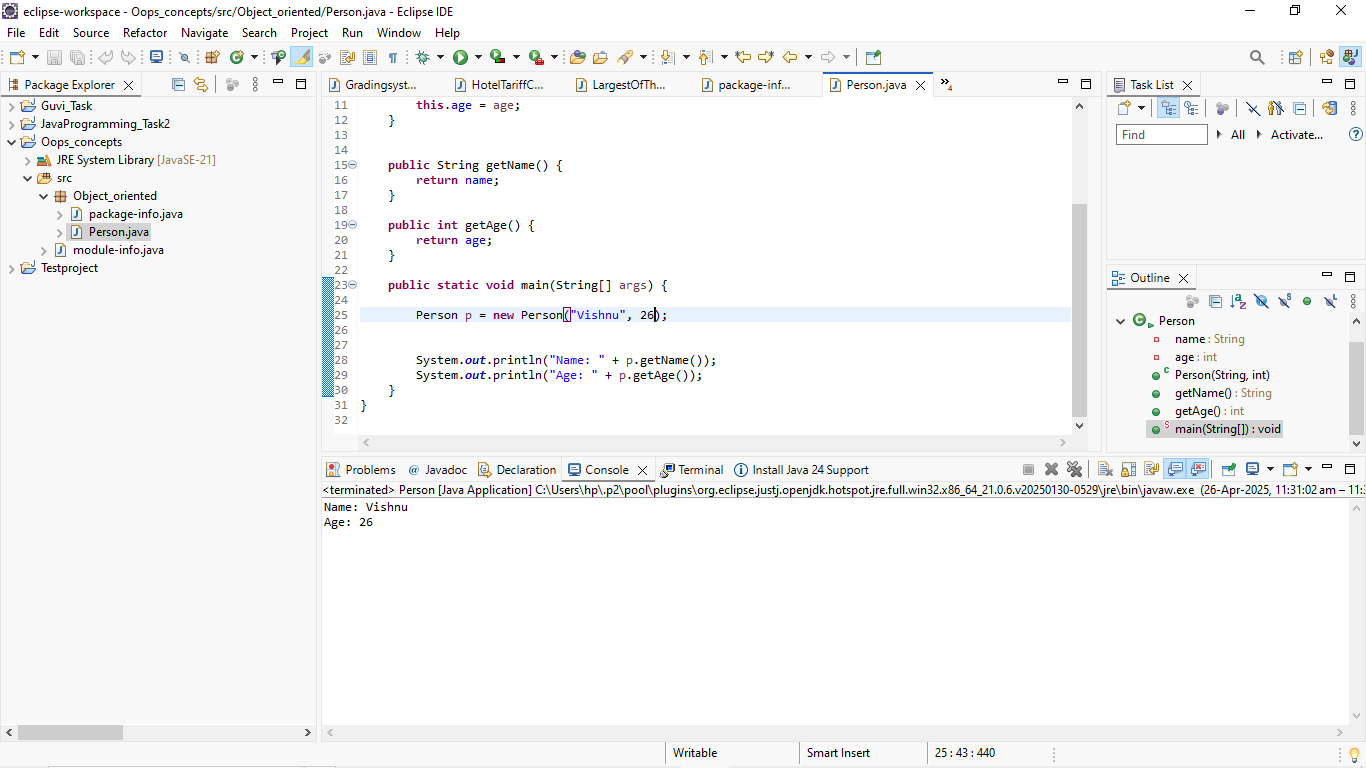 eclipse-workspace - Oops_concepts/src/Object_oriented/Person.java - Eclipse IDE
File Edit Source Refactor Navigate Search Project Run Window Help
Package Explorer
Guvi_Task
JavaProgramming_Task2
Oops_concepts
JRE System Library [JavaSE-21]
src
Object_oriented
package-info.java
Person.java
module-info.java
Testproject
Gradingsyst... HotelTariffC... LargestOfTh... package-inf... Person.java »4
11 this.age = age;
12 }
13
14
15 public String getName() {
16 return name;
17 }
18
19 public int getAge() {
20 return age;
21 }
22
23 public static void main(String[] args) {
24
25 Person p = new Person("Vishnu", 26);
26
27
28 System.out.println("Name: " + p.getName());
29 System.out.println("Age: " + p.getAge());
30 }
31 }
32
Task List
Find All Activate...
Outline
Person
name : String
age : int
Person(String, int)
getName() : String
getAge() : int
main(String[]) : void
Problems Javadoc Declaration Console Terminal Install Java 24 Support
<terminated> Person [Java Application] C:\Users\hp\.p2\pool\plugins\org.eclipse.justj.openjdk.hotspot.jre.full.win32.x86_64_21.0.6.v20250130-0529\jre\bin\javaw.exe (26-Apr-2025, 11:31:02 am – 11:3
Name: Vishnu
Age: 26
Writable Smart Insert 25 : 43 : 440